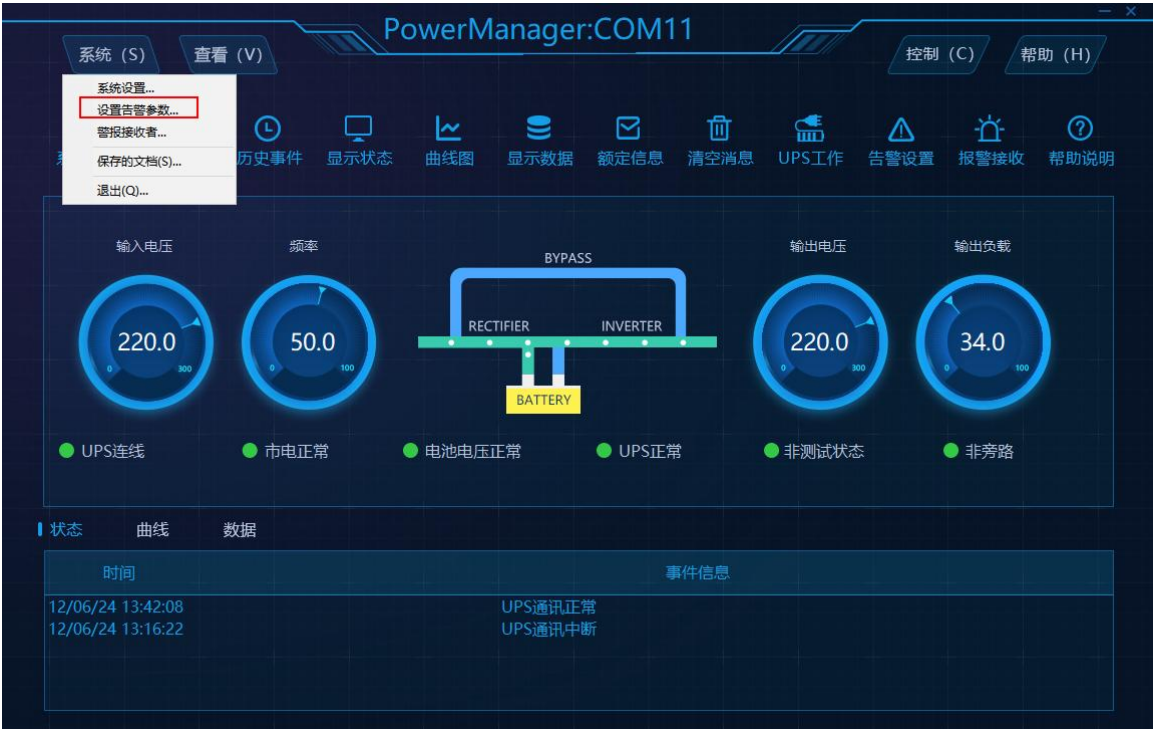 PowerManager:COM11
系统（S）
查看（V）
控制（C）
帮助（H）
系统设置...
设置告警参数...
警报接收者...
保存的文档(S)...
退出(Q)...
历史事件
显示状态
曲线图
显示数据
额定信息
清空消息
UPS工作
告警设置
报警接收
帮助说明
输入电压
频率
输出电压
输出负载
BYPASS
RECTIFIER
INVERTER
BATTERY
220.0
0
300
50.0
0
100
220.0
0
300
34.0
0
100
UPS连线
市电正常
电池电压正常
UPS正常
非测试状态
非旁路
状态
曲线
数据
时间
事件信息
12/06/24 13:42:08
UPS通讯正常
12/06/24 13:16:22
UPS通讯中断